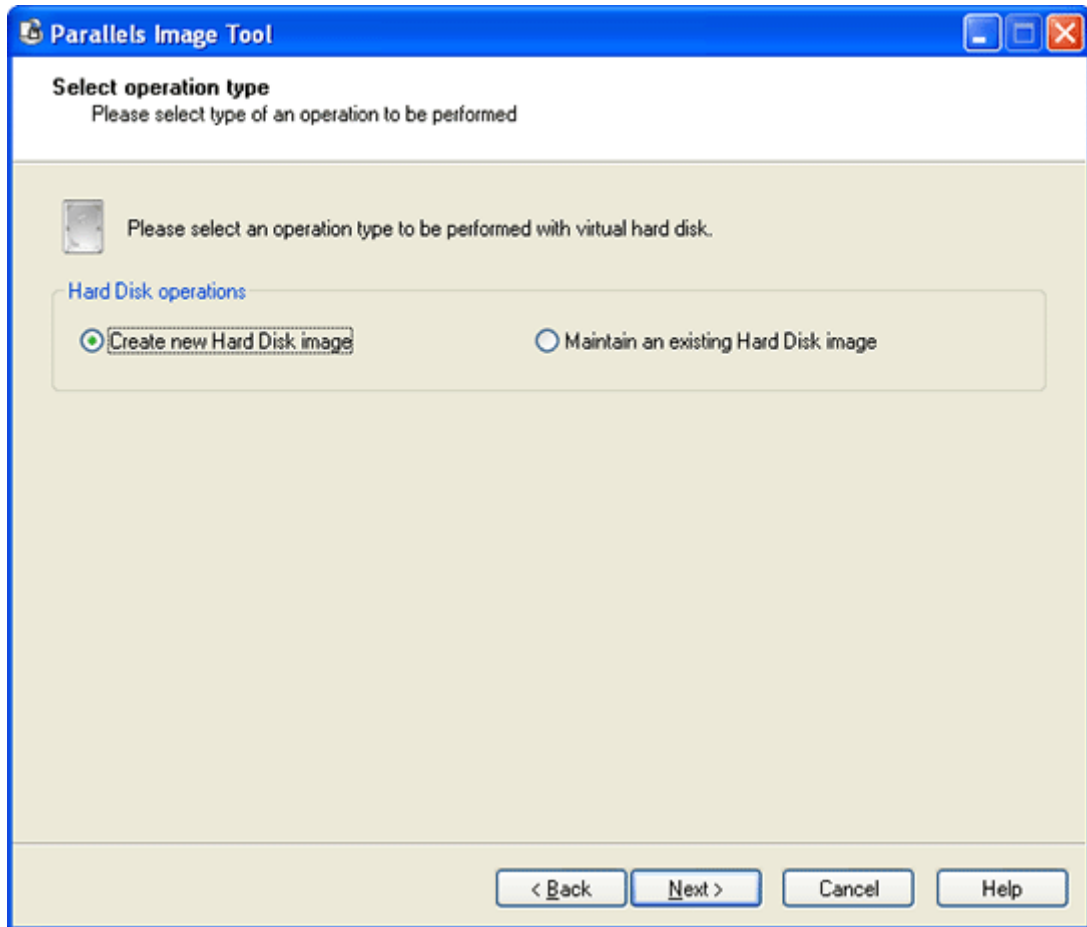 Parallels Image Tool
Select operation type
Please select type of an operation to be performed
Please select an operation type to be performed with virtual hard disk.
Hard Disk operations
Create new Hard Disk image
Maintain an existing Hard Disk image
< Back
Next >
Cancel
Help